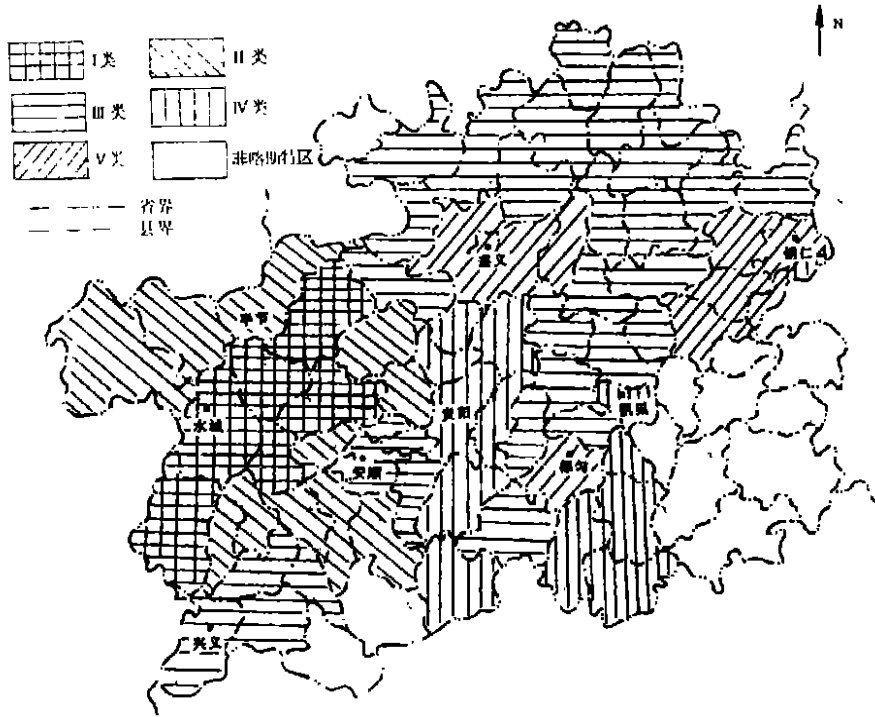 N
I类
II类
III类
IV类
V类
非喀斯特区
省界
县界
遵义
铜仁
毕节
水城
贵阳
凯里
安顺
都匀
兴义